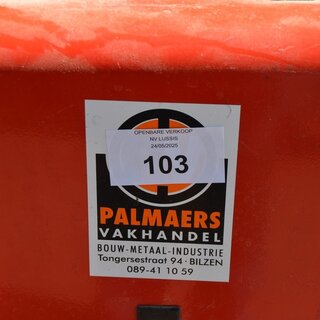 OPENBARE VERKOOP
NV LUSSIS
24/05/2025
103
PALMAERS
VAKHANDEL
BOUW-METAAL-INDUSTRIE
Tongersestraat 94 · BILZEN
089-41 10 59